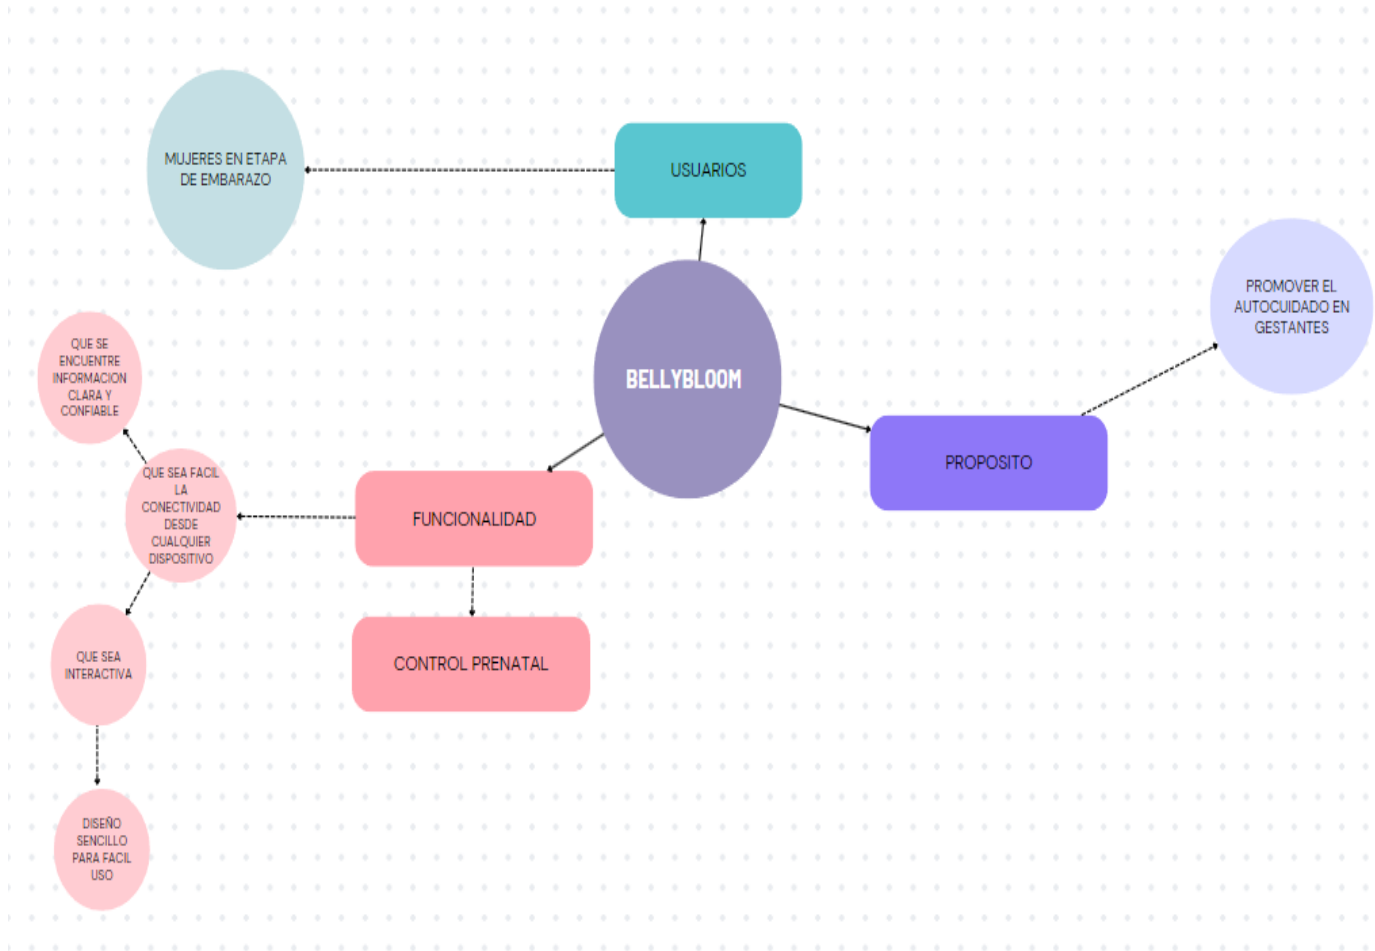 MUJERES EN ETAPA
DE EMBARAZO
USUARIOS
PROMOVER EL
AUTOCUIDADO EN
GESTANTES
BELLYBLOOM
PROPOSITO
QUE SE
ENCUENTRE
INFORMACION
CLARA Y
CONFIABLE
QUE SEA FACIL
LA
CONECTIVIDAD
DESDE
CUALQUIER
DISPOSITIVO
FUNCIONALIDAD
CONTROL PRENATAL
QUE SEA
INTERACTIVA
DISEÑO
SENCILLO
PARA FACIL
USO